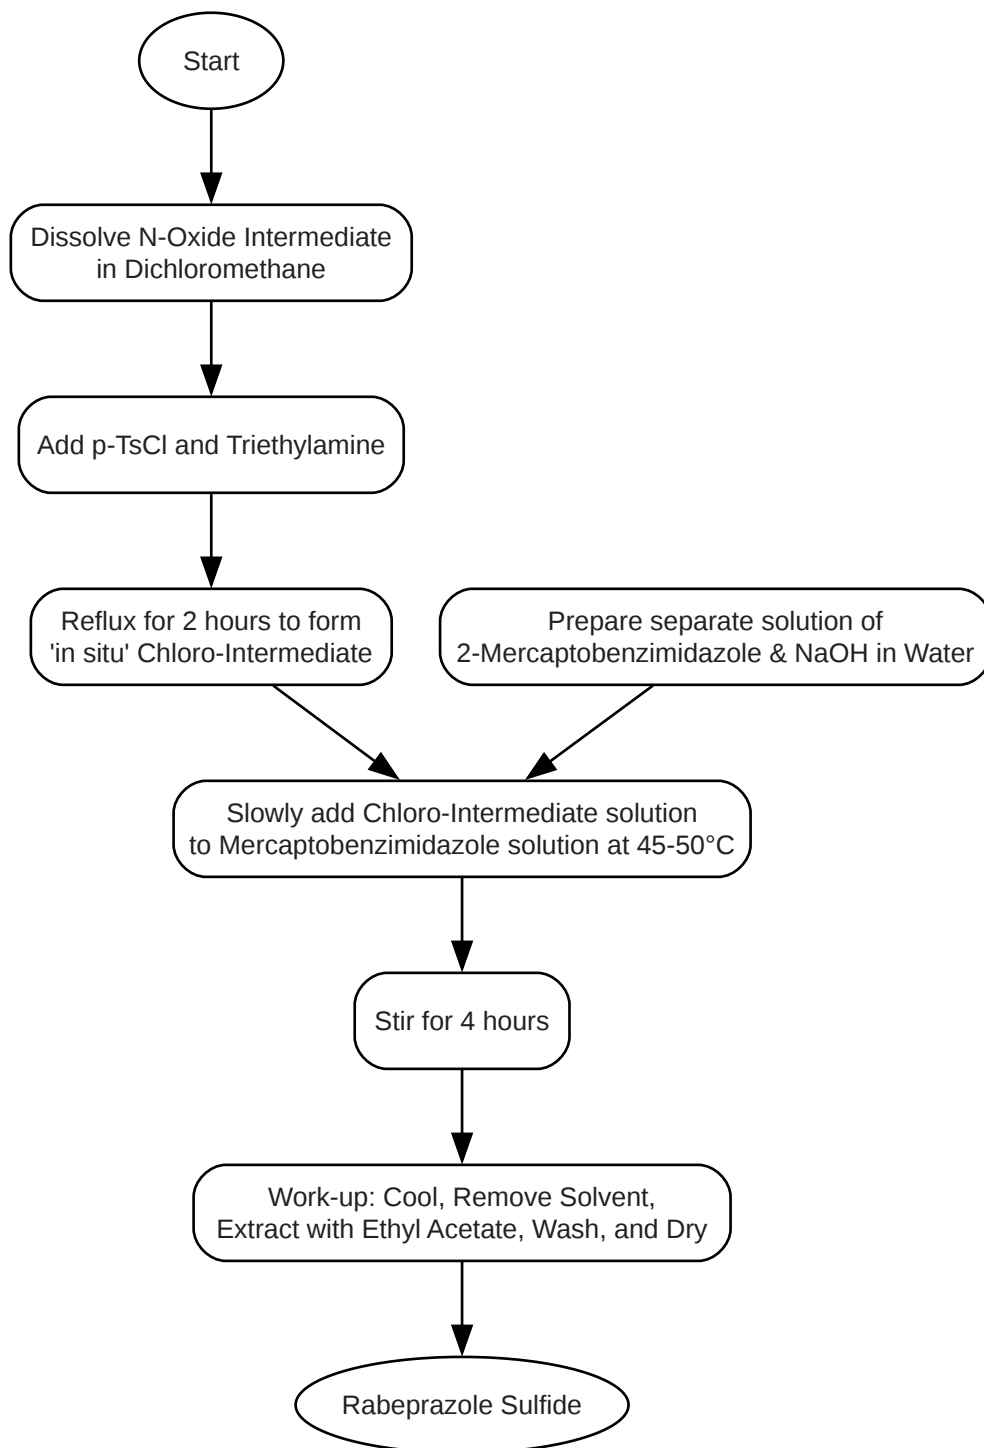 Start
Dissolve N-Oxide Intermediate
in Dichloromethane
Add p-TsCl and Triethylamine
Reflux for 2 hours to form
'in situ' Chloro-Intermediate
Prepare separate solution of
2-Mercaptobenzimidazole & NaOH in Water
Slowly add Chloro-Intermediate solution
to Mercaptobenzimidazole solution at 45-50°C
Stir for 4 hours
Work-up: Cool, Remove Solvent,
Extract with Ethyl Acetate, Wash, and Dry
Rabeprazole Sulfide